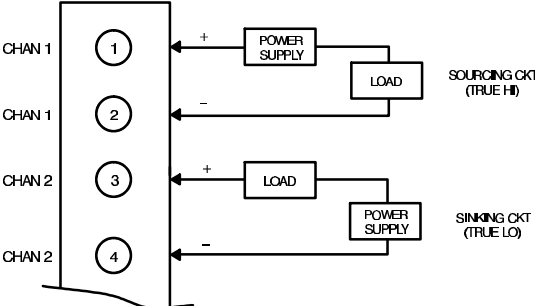 CHAN 1
1
+
POWER
SUPPLY
LOAD
SOURCING CKT
(TRUE HI)
CHAN 1
2
–
CHAN 2
3
+
LOAD
POWER
SUPPLY
SINKING CKT
(TRUE LO)
CHAN 2
4
–